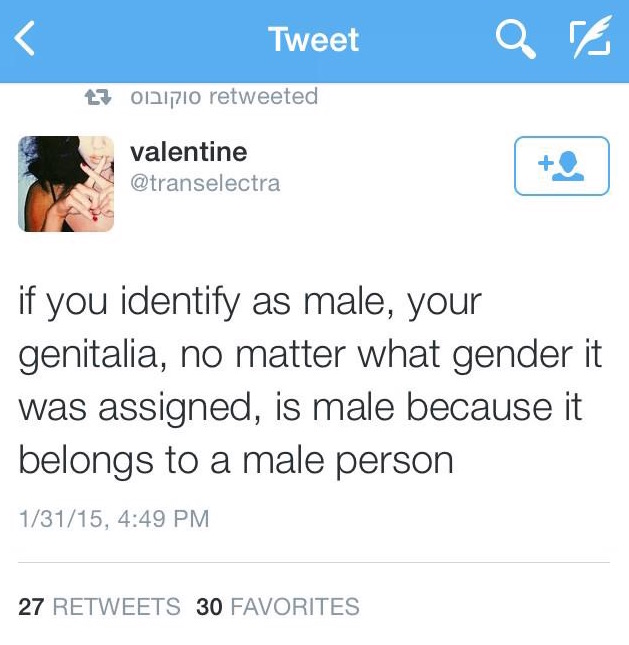 Tweet
סוקובוס retweeted
valentine
@transelectra
if you identify as male, your
genitalia, no matter what gender it
was assigned, is male because it
belongs to a male person
1/31/15, 4:49 PM
27 RETWEETS 30 FAVORITES